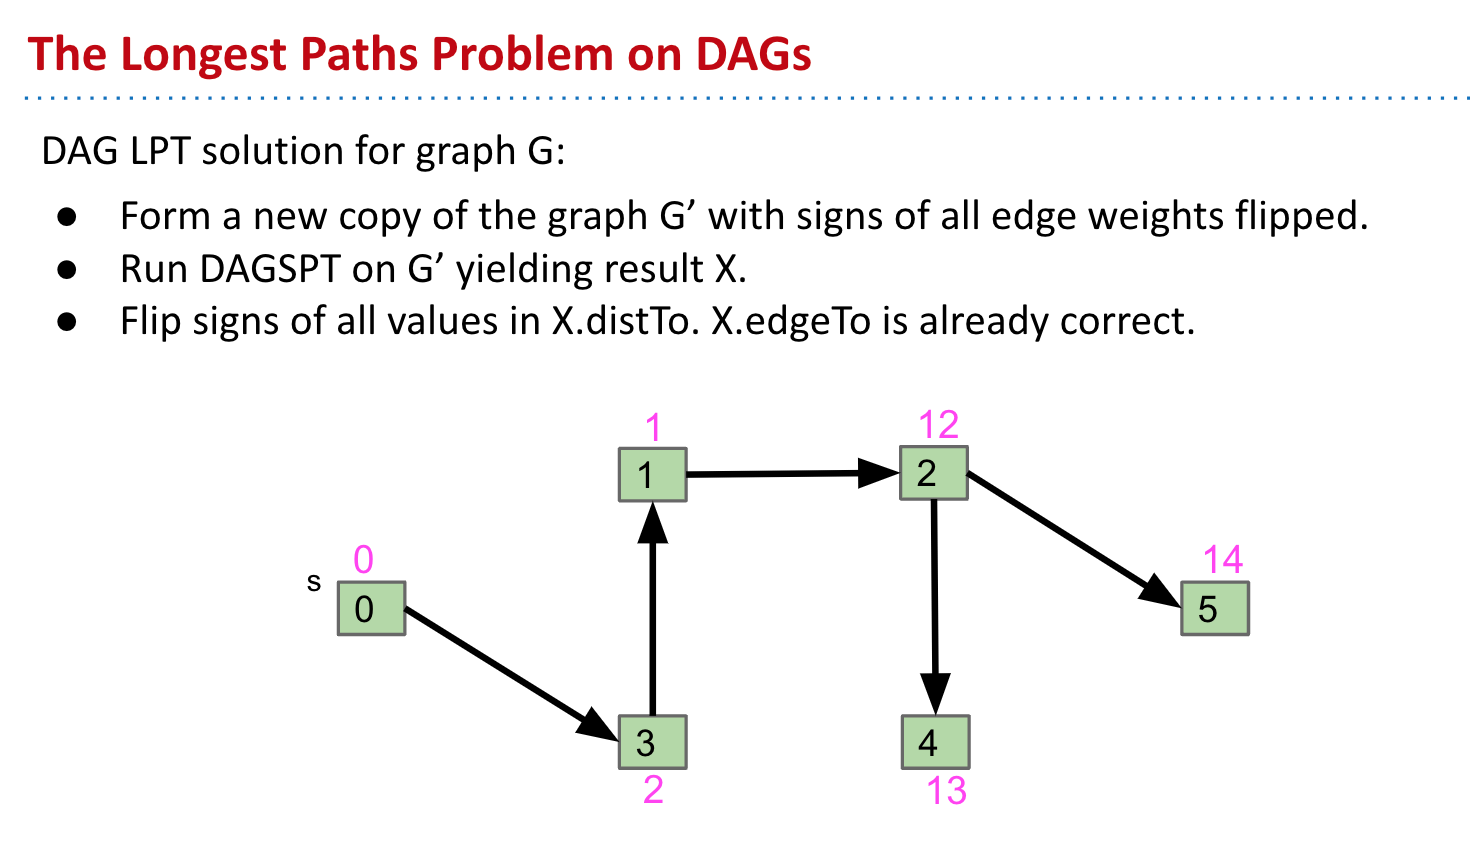 The Longest Paths Problem on DAGs
DAG LPT solution for graph G:
● Form a new copy of the graph G’ with signs of all edge weights flipped.
● Run DAGSPT on G’ yielding result X.
● Flip signs of all values in X.distTo. X.edgeTo is already correct.
1
12
1
2
0
14
s
0
5
3
4
2
13